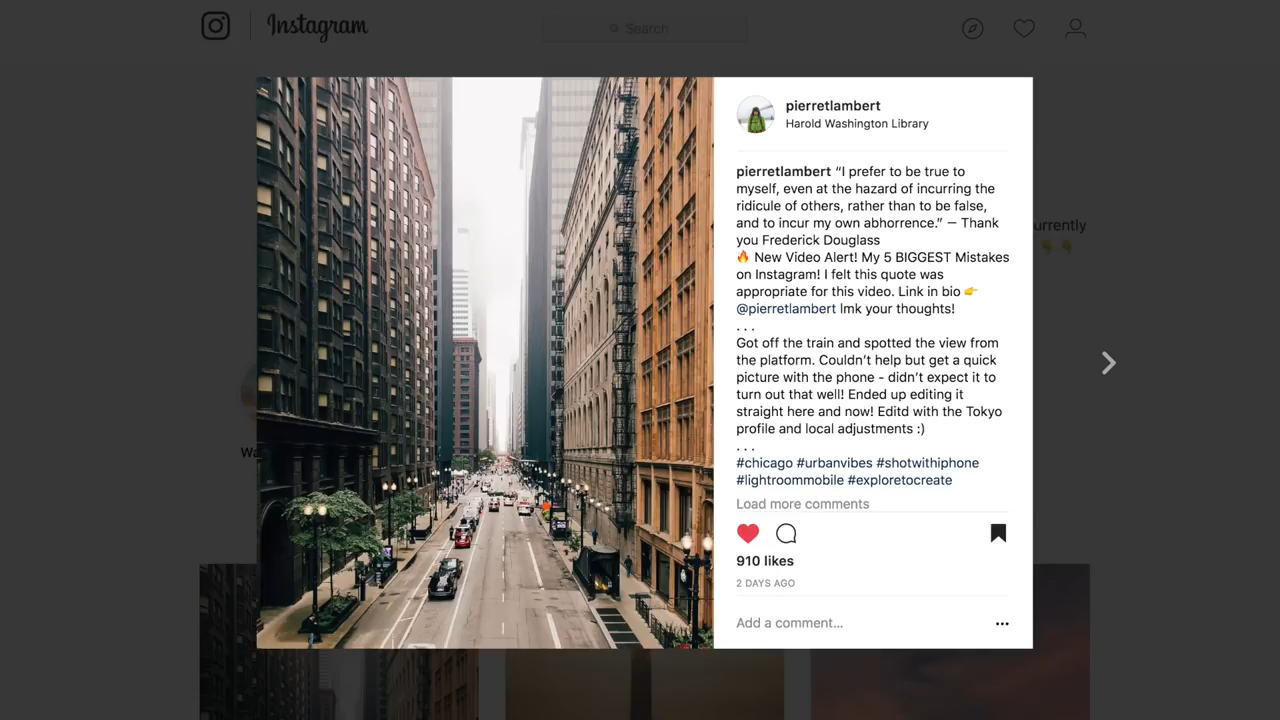 Instagram
Search
pierretlambert
Harold Washington Library
pierretlambert “I prefer to be true to
myself, even at the hazard of incurring the
ridicule of others, rather than to be false,
and to incur my own abhorrence.” – Thank
you Frederick Douglass
🔥 New Video Alert! My 5 BIGGEST Mistakes
on Instagram! I felt this quote was
appropriate for this video. Link in bio 👉
@pierretlambert lmk your thoughts!
. . .
Got off the train and spotted the view from
the platform. Couldn’t help but get a quick
picture with the phone - didn’t expect it to
turn out that well! Ended up editing it
straight here and now! Editd with the Tokyo
profile and local adjustments :)
. . .
#chicago #urbanvibes #shotwithiphone
#lightroommobile #exploretocreate
Load more comments
910 likes
2 DAYS AGO
Add a comment...